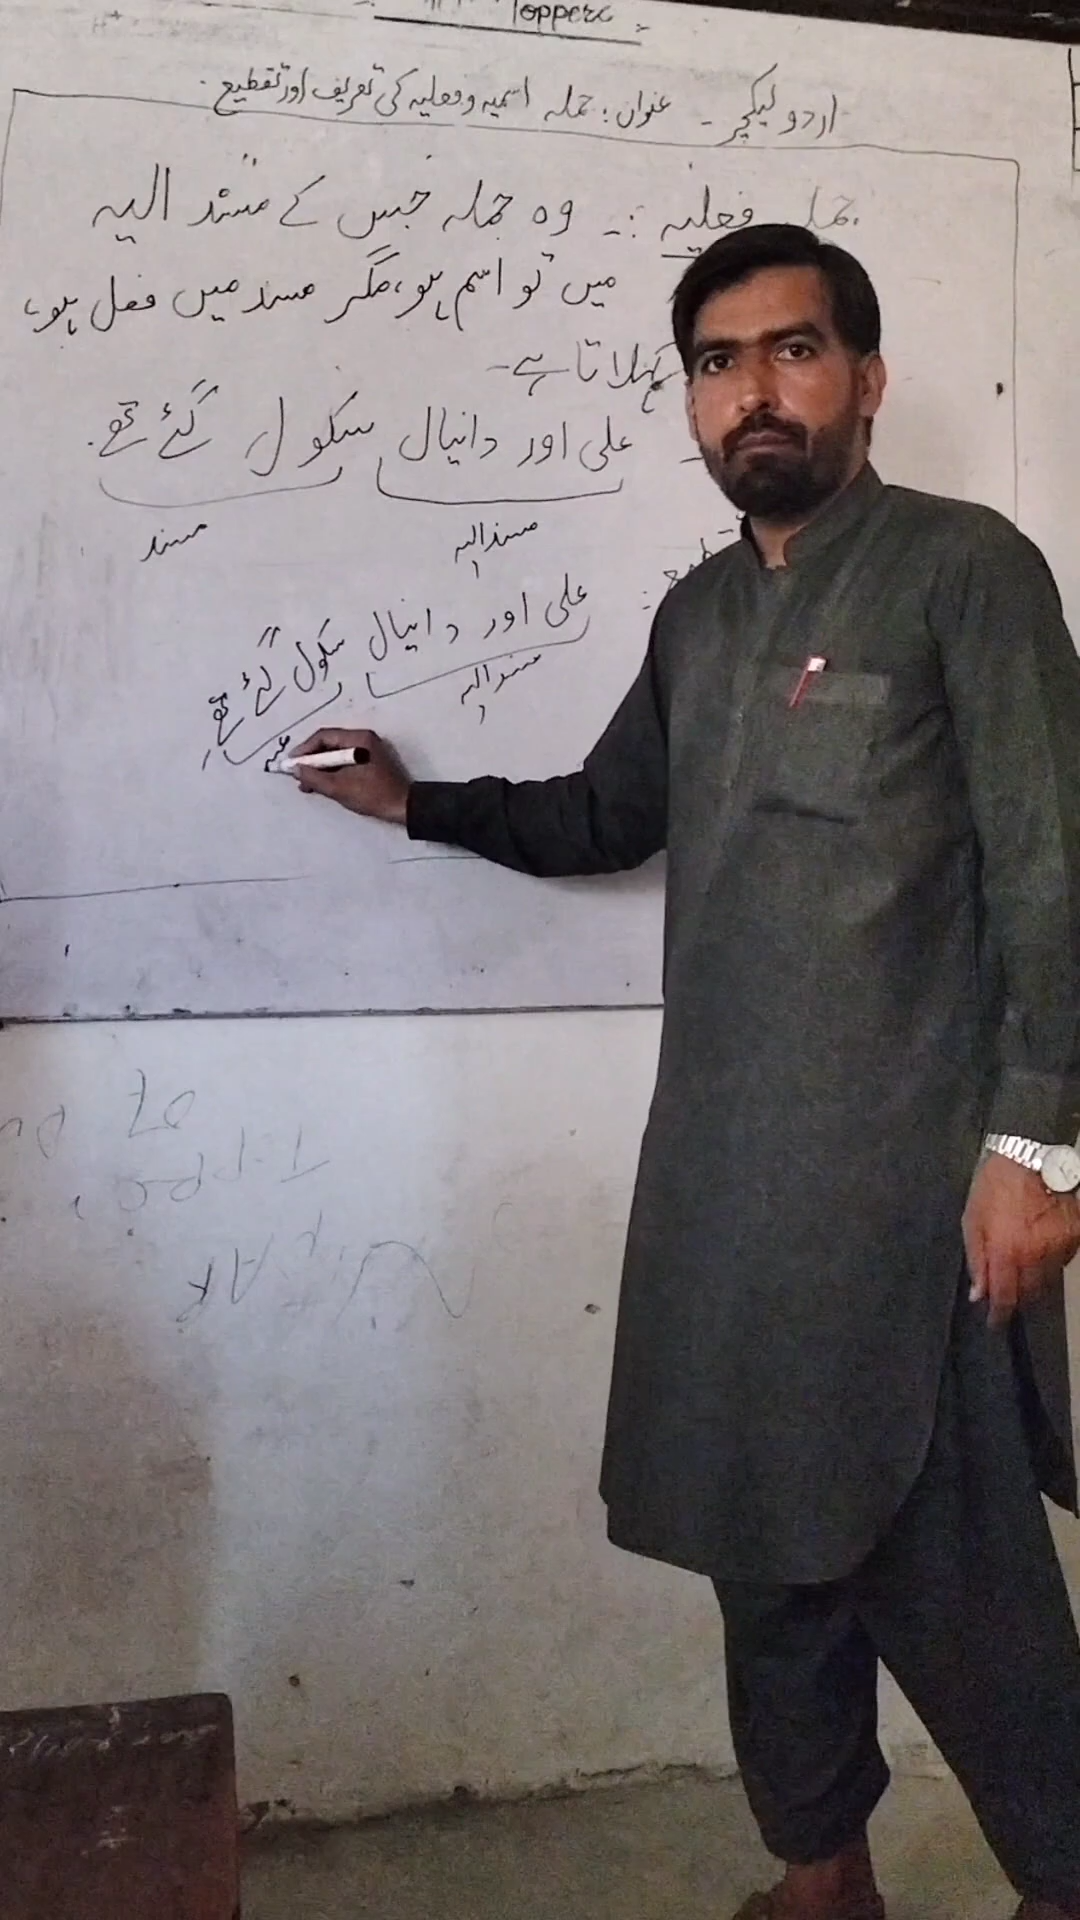 Toppers
اردو لیکچر - عنوان: جملہ اسمیہ و فعلیہ کی تعریف اور تقطیع.
جملہ فعلیہ :- وہ جملہ جس کے مسند الیہ
میں تو اسم ہو، مگر مسند میں فعل ہو،
کہلاتا ہے-
علی اور دانیال سکول گئے تھے.
مسند الیہ مسند
علی اور دانیال سکول گئے تھے
مسند الیہ